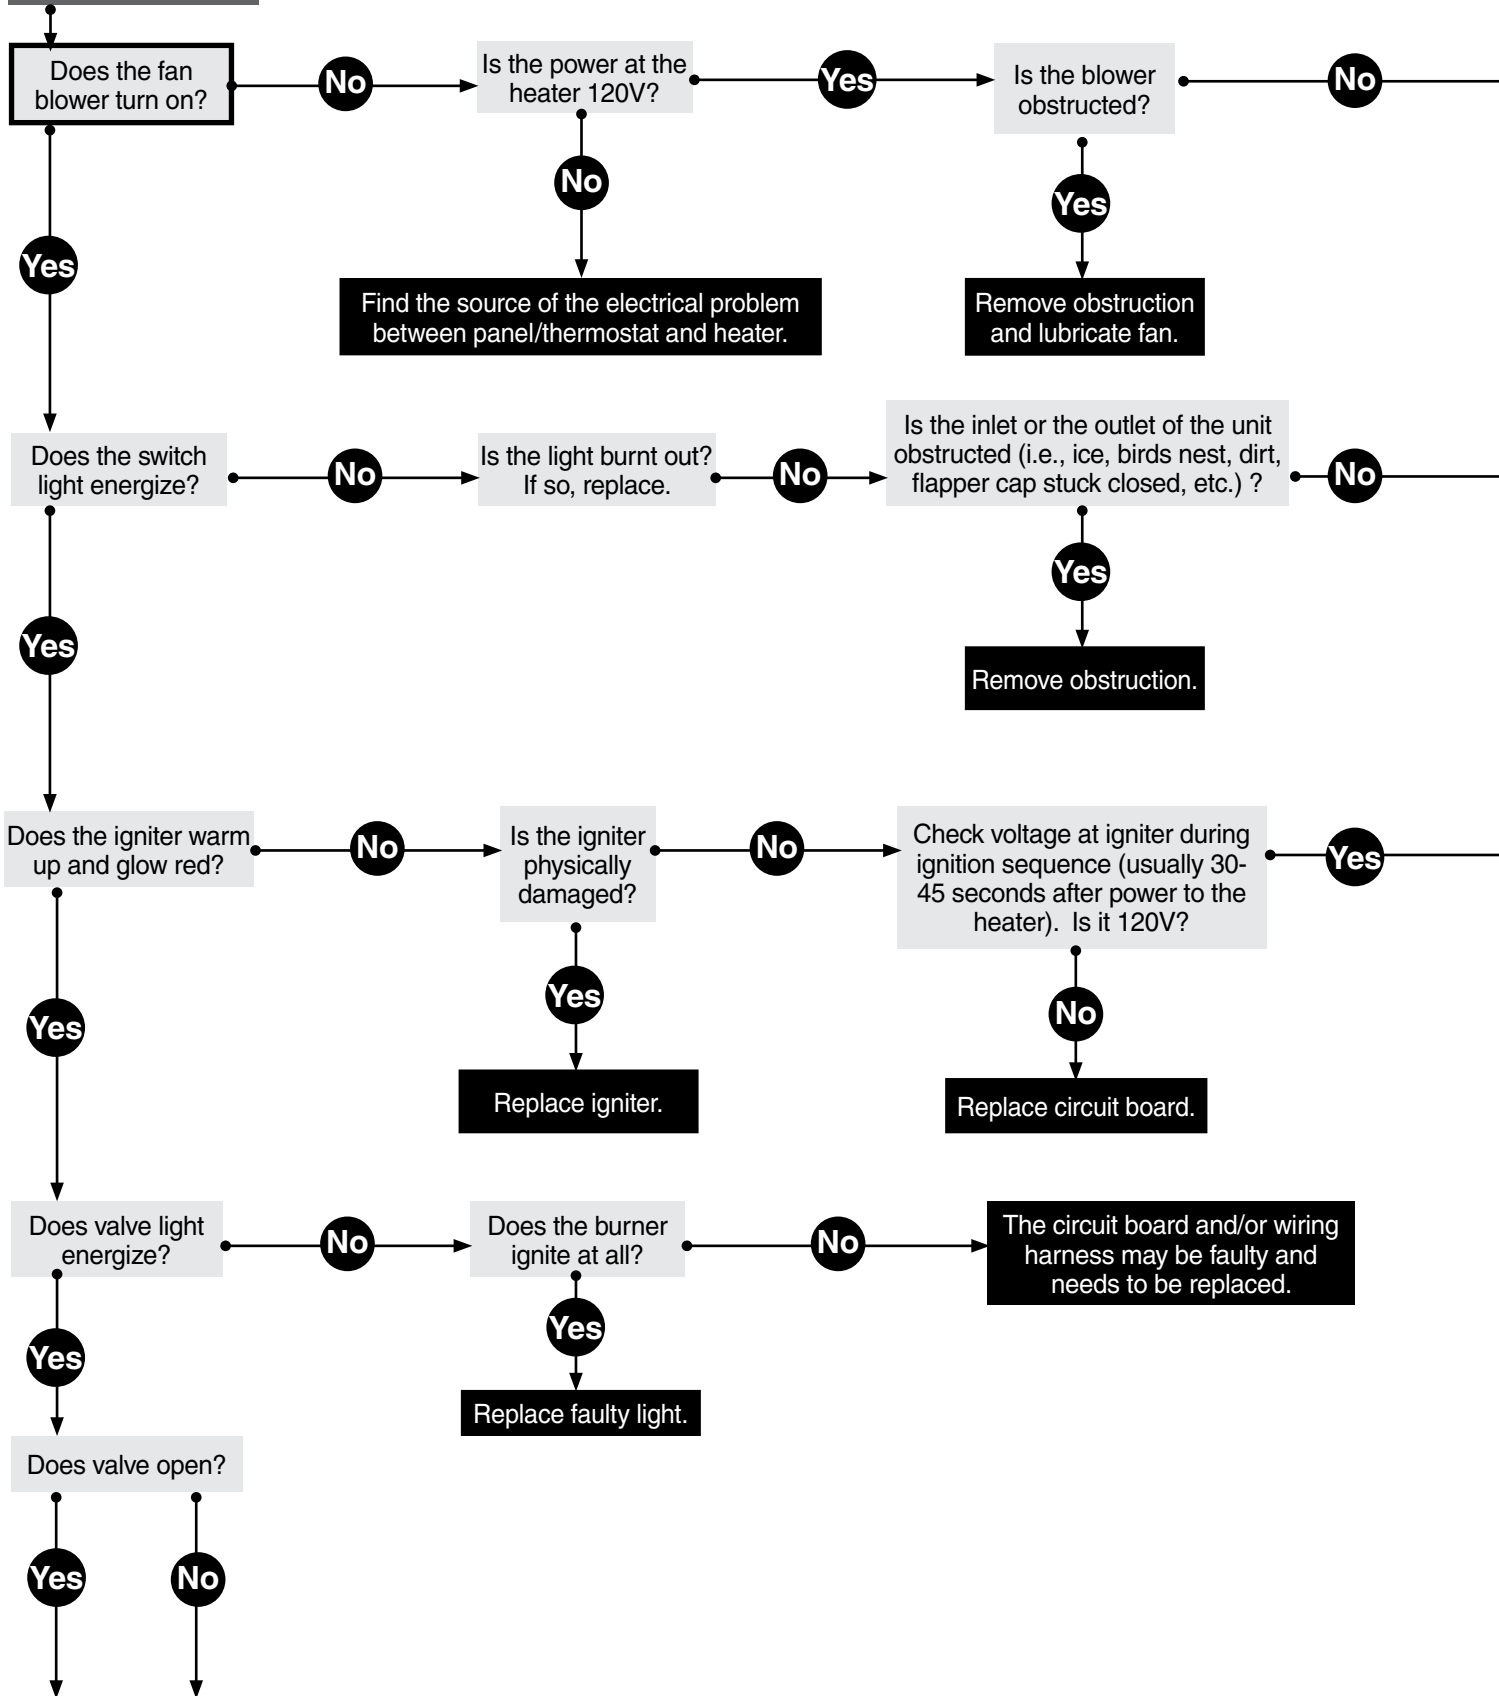 Does the fan
blower turn on?
No
Is the power at the
heater 120V?
Yes
Is the blower
obstructed?
No
No
Yes
Yes
Find the source of the electrical problem
between panel/thermostat and heater.
Remove obstruction
and lubricate fan.
Does the switch
light energize?
No
Is the light burnt out?
If so, replace.
No
Is the inlet or the outlet of the unit
obstructed (i.e., ice, birds nest, dirt,
flapper cap stuck closed, etc.) ?
No
Yes
Yes
Remove obstruction.
Does the igniter warm
up and glow red?
No
Is the igniter
physically
damaged?
No
Check voltage at igniter during
ignition sequence (usually 30-
45 seconds after power to the
heater).  Is it 120V?
Yes
Yes
Yes
No
Replace igniter.
Replace circuit board.
Does valve light
energize?
No
Does the burner
ignite at all?
No
The circuit board and/or wiring
harness may be faulty and
needs to be replaced.
Yes
Yes
Replace faulty light.
Does valve open?
Yes
No